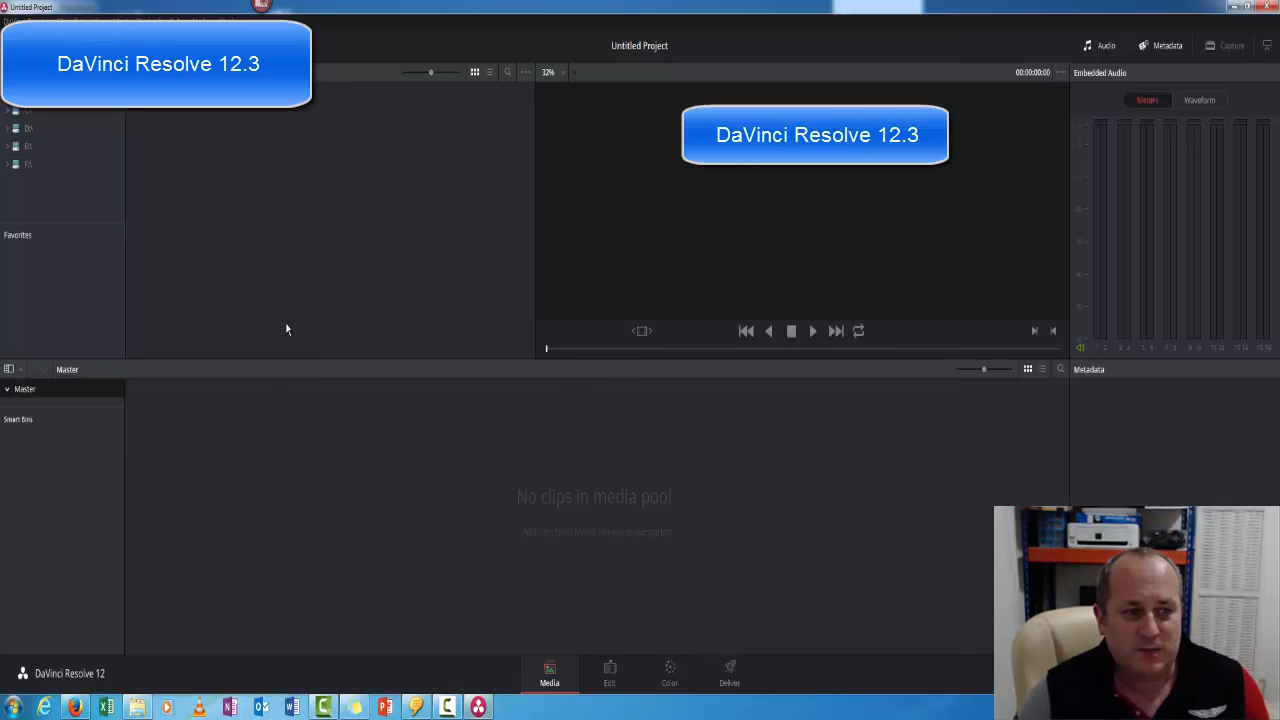 Untitled Project
DaVinci Resolve 12.3
Untitled Project
Audio
Metadata
Capture
32%
00:00:00:00
Embedded Audio
Meters
Waveform
DaVinci Resolve 12.3
D:\
E:\
F:\
Favorites
Master
Metadata
Master
Smart Bins
No clips in media pool
DaVinci Resolve 12
Media
Edit
Color
Deliver